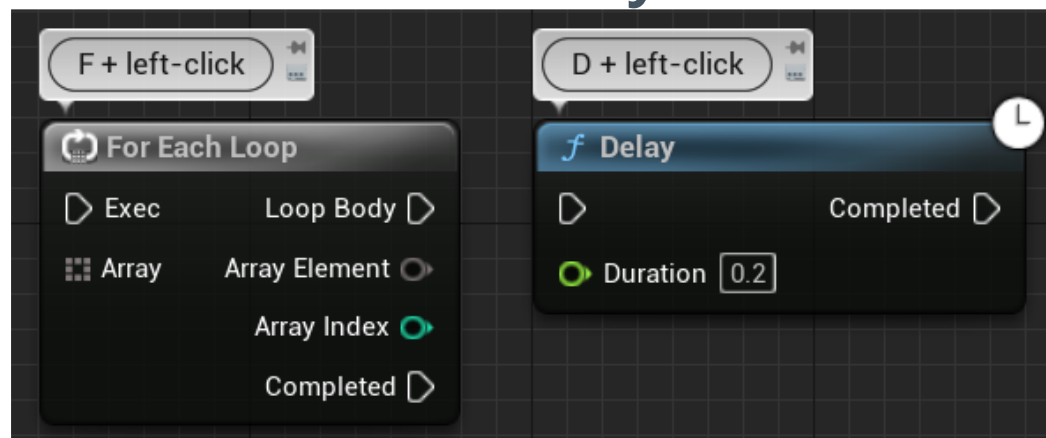 F + left-click
D + left-click
For Each Loop
Exec
Loop Body
Array
Array Element
Array Index
Completed
f Delay
Completed
Duration 0.2